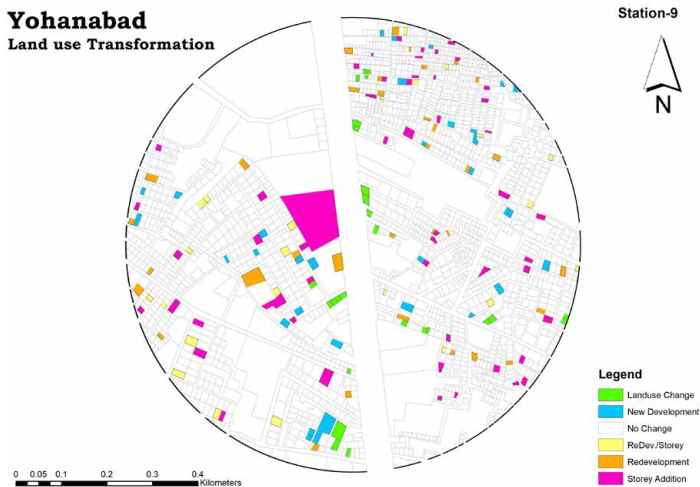 Yohanabad
Land use Transformation
Station-9
N
Legend
Landuse Change
New Development
No Change
ReDev./Storey
Redevelopment
Storey Addition
0 0.05 0.1 0.2 0.3 0.4
Kilometers